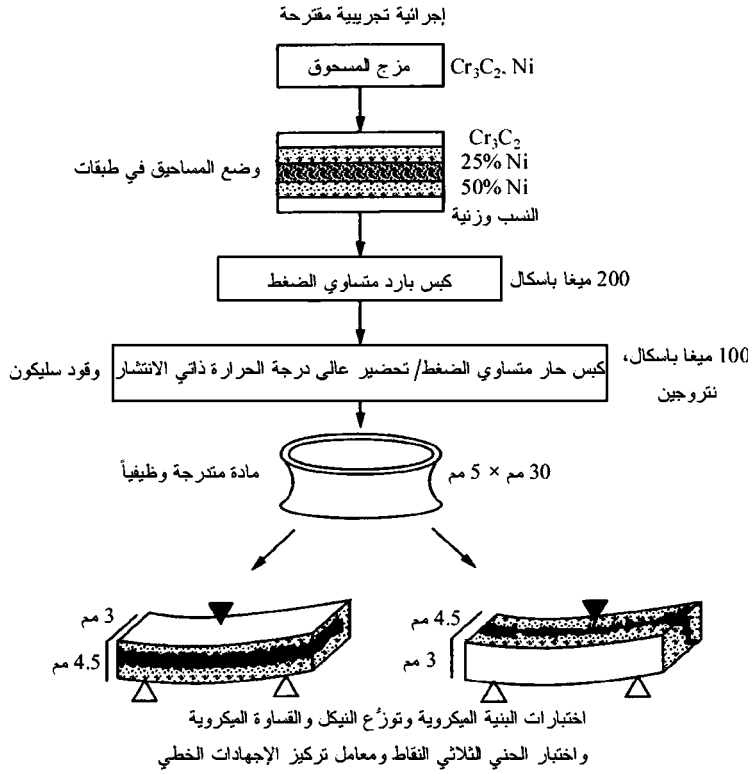 إجرائية تجريبية مقترحة
مزج المسحوق
Cr₃C₂, Ni
وضع المساحيق في طبقات
Cr₃C₂
25% Ni
50% Ni
النسب وزنية
كبس بارد متساوي الضغط
200 ميغا باسكال
كبس حار متساوي الضغط/ تحضير عالي درجة الحرارة ذاتي الانتشار
100 ميغا باسكال،
نتروجين
وقود سليكون
مادة متدرجة وظيفياً
30 مم × 5 مم
3 مم
4.5 مم
4.5 مم
3 مم
اختبارات البنية الميكروية وتوزُع النيكل والقساوة الميكروية
واختبار الحني الثلاثي النقاط ومعامل تركيز الإجهادات الخطي